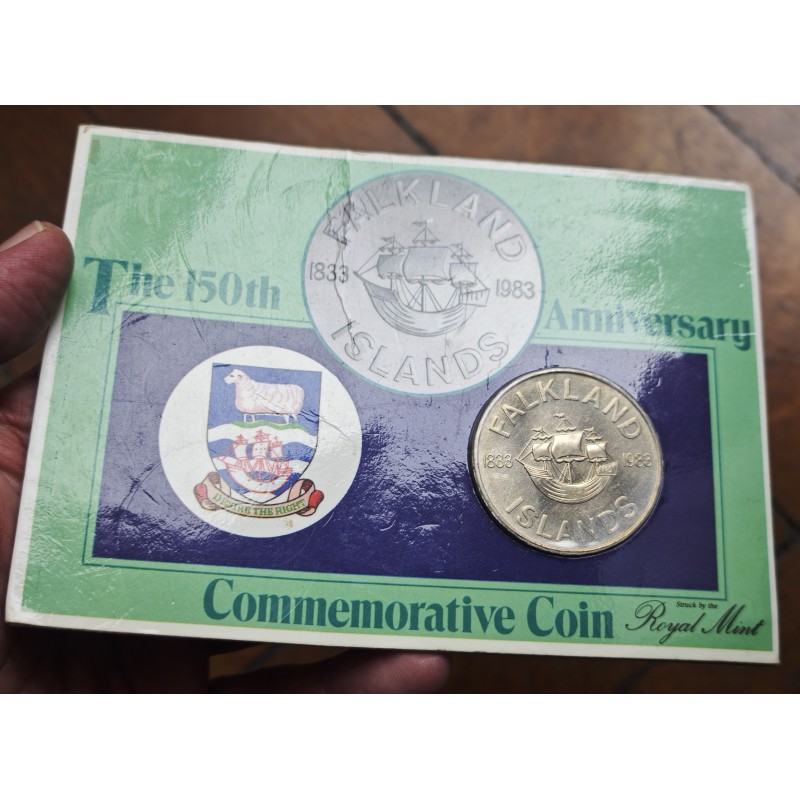 FALKLAND
1833 1983
ISLANDS
The 150th
Anniversary
DESIRE THE RIGHT
FALKLAND
1833 1983
ISLANDS
Commemorative Coin
Struck by the
Royal Mint